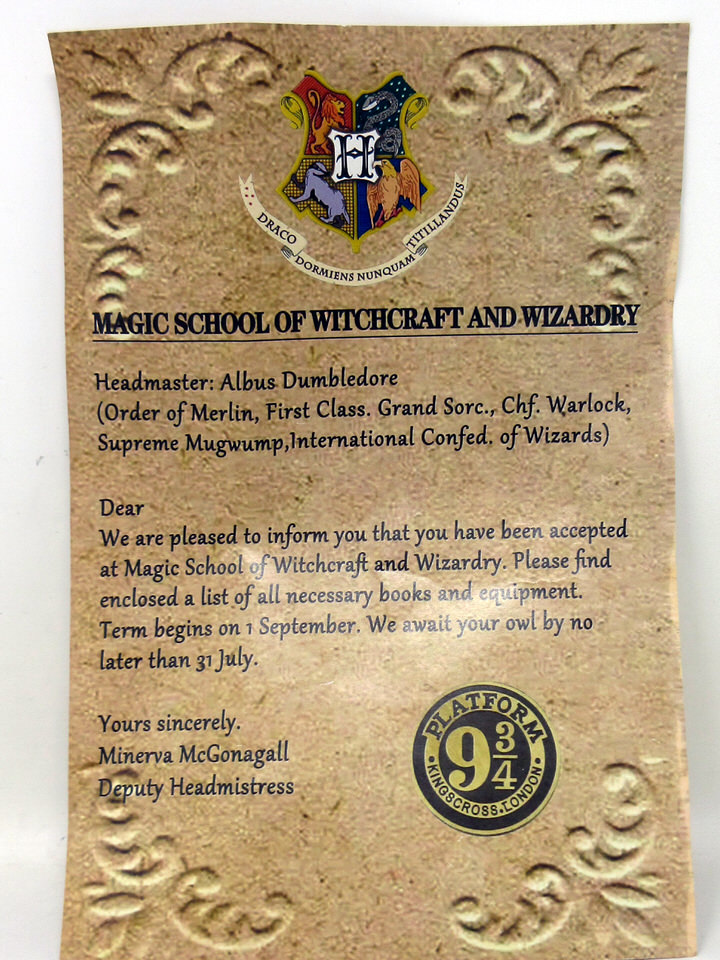 H
DRACO DORMIENS NUNQUAM TITILLANDUS
MAGIC SCHOOL OF WITCHCRAFT AND WIZARDRY
Headmaster: Albus Dumbledore
(Order of Merlin, First Class. Grand Sorc., Chf. Warlock,
Supreme Mugwump,International Confed. of Wizards)
Dear
We are pleased to inform you that you have been accepted
at Magic School of Witchcraft and Wizardry. Please find
enclosed a list of all necessary books and equipment.
Term begins on 1 September. We await your owl by no
later than 31 July.
Yours sincerely.
Minerva McGonagall
Deputy Headmistress
PLATFORM
9 3/4
•KINGSCROSS•LONDON•